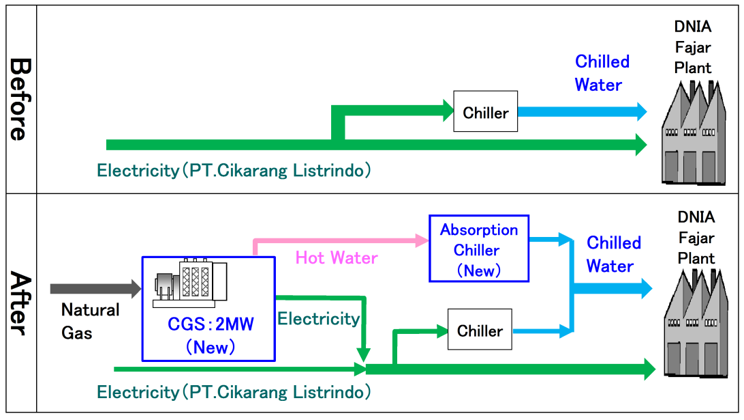 Before
DNIA
Fajar
Plant
Chilled
Water
Chiller
Electricity(PT.Cikarang Listrindo)
After
DNIA
Fajar
Plant
Absorption
Chiller
(New)
Chilled
Water
Hot Water
Natural
Gas
CGS:2MW
(New)
Electricity
Chiller
Electricity(PT.Cikarang Listrindo)